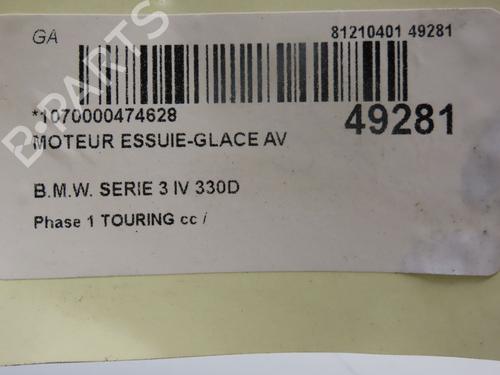 GA 81210401 49281
*1070000474628 49281
MOTEUR ESSUIE-GLACE AV
B.M.W. SERIE 3 IV 330D
Phase 1 TOURING cc /
B-PARTS